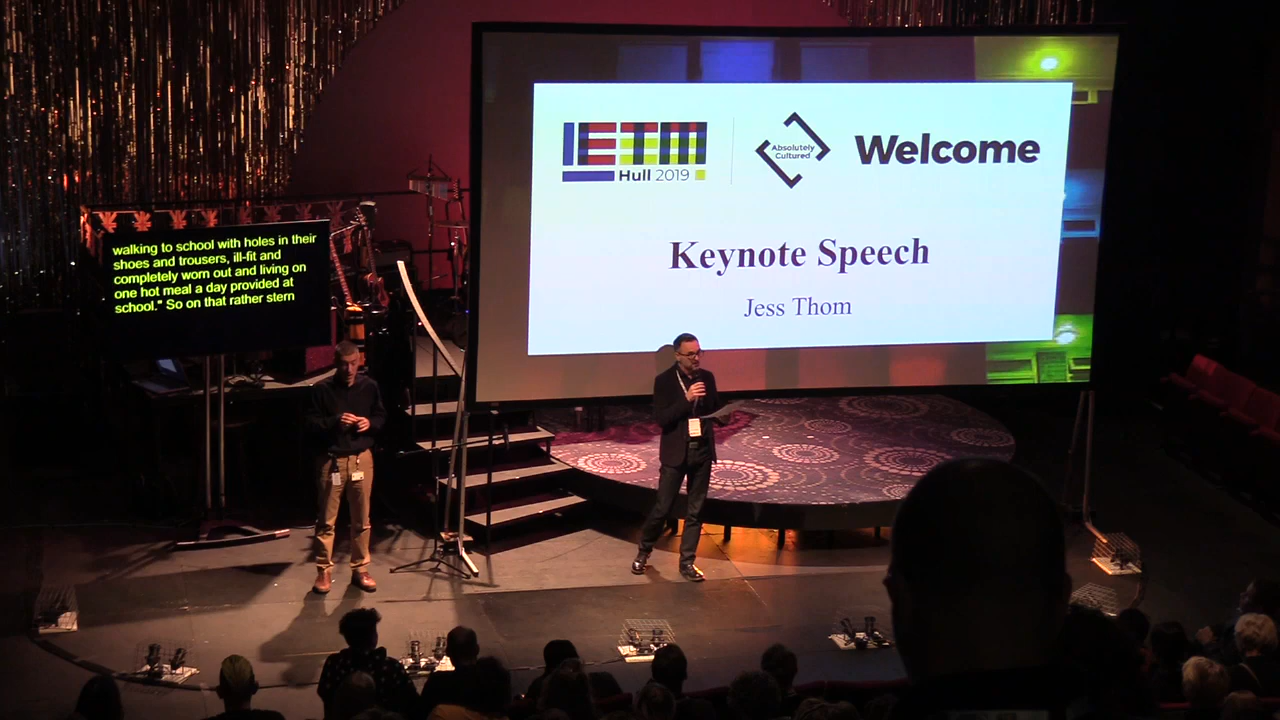 IETM
Hull 2019
Absolutely
Cultured
Welcome
Keynote Speech
Jess Thom
walking to school with holes in their
shoes and trousers, ill-fit and
completely worn out and living on
one hot meal a day provided at
school." So on that rather stern